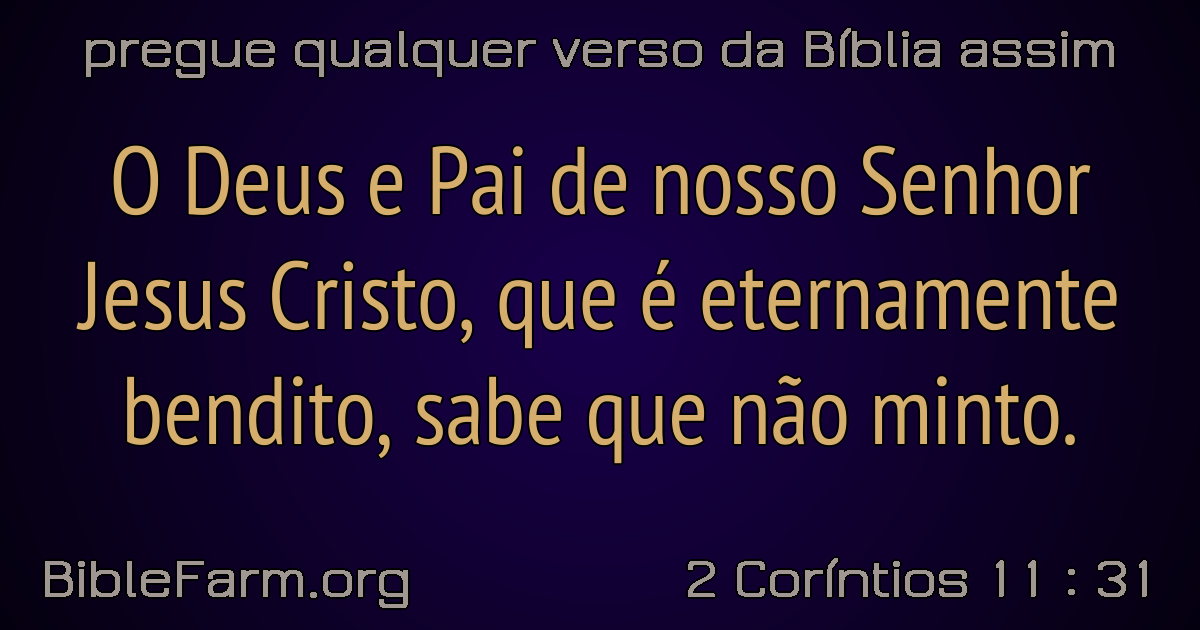 pregue qualquer verso da Bíblia assim
O Deus e Pai de nosso Senhor
Jesus Cristo, que é eternamente
bendito, sabe que não minto.
BibleFarm.org
2 Coríntios 11 : 31